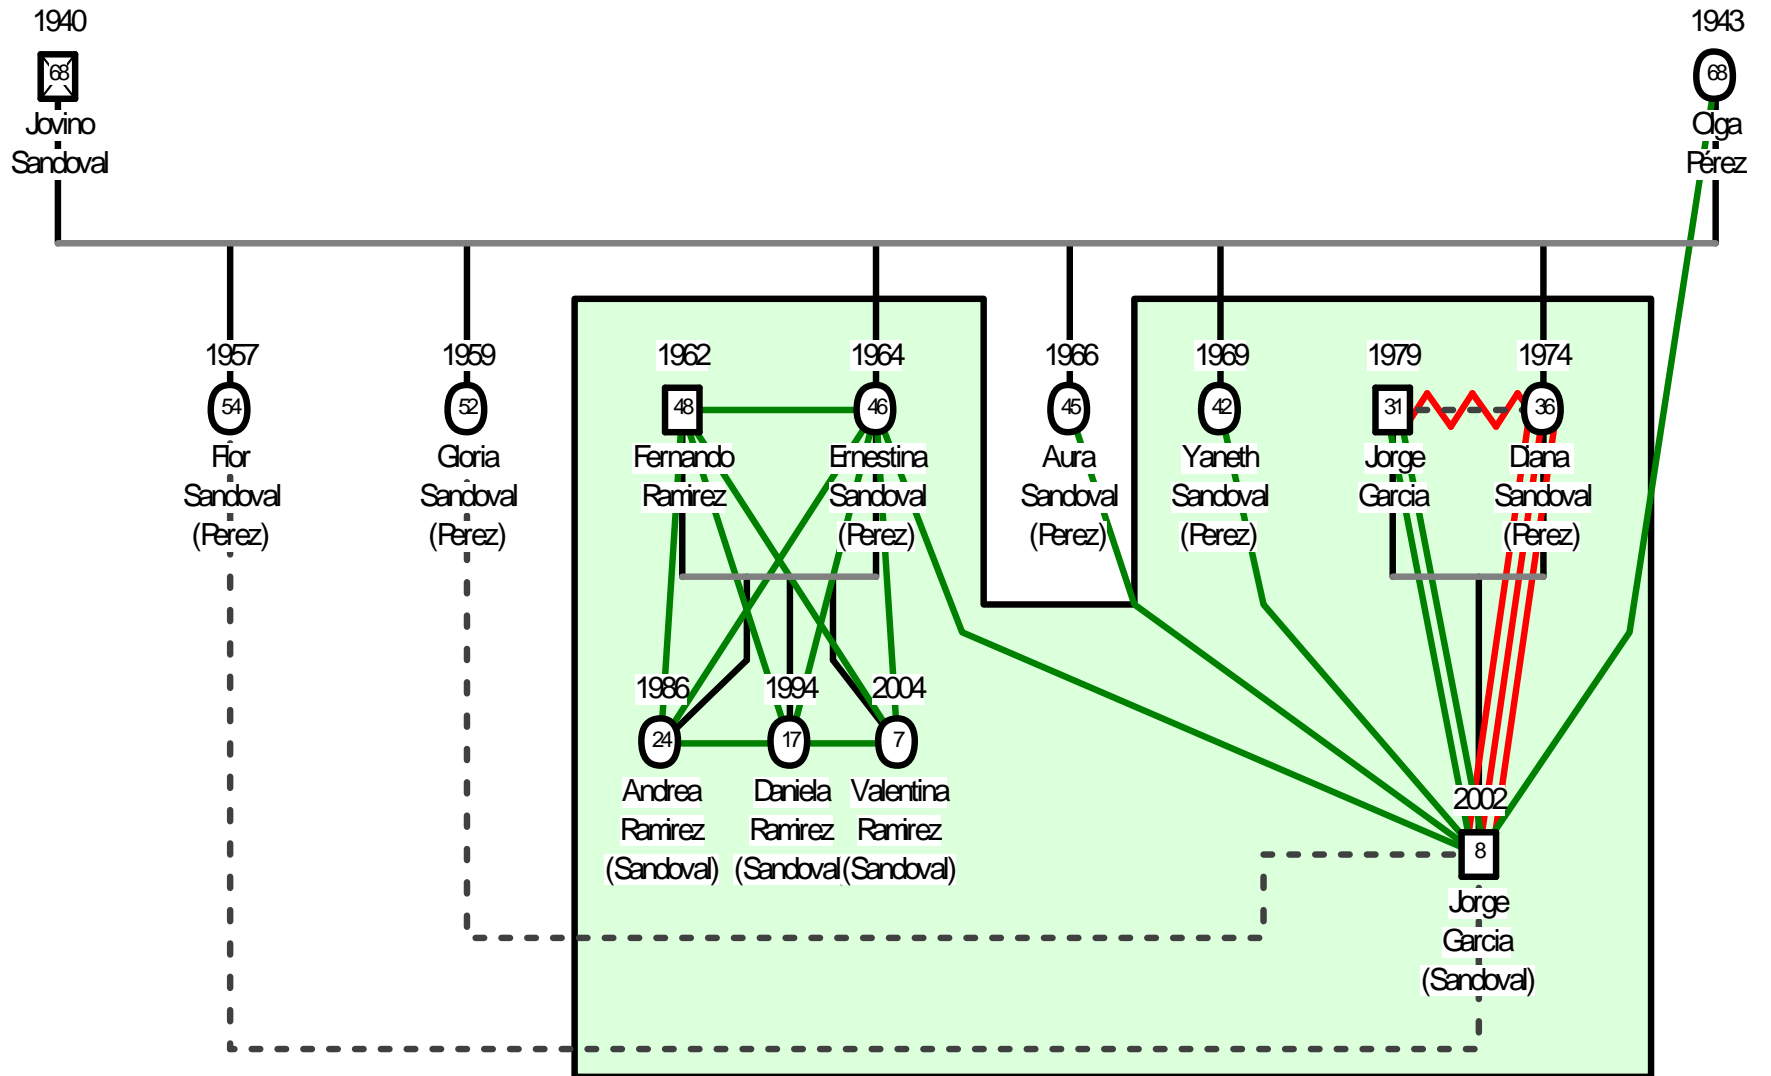 1940
1943
68
68
Jovino
Sandoval
Olga
Pérez
1957
1959
1962
1964
1966
1969
1979
1974
54
52
48
46
45
42
31
36
Flor
Sandoval
(Perez)
Gloria
Sandoval
(Perez)
Fernando
Ramirez
Ernestina
Sandoval
(Perez)
Aura
Sandoval
(Perez)
Yaneth
Sandoval
(Perez)
Jorge
Garcia
Diana
Sandoval
(Perez)
1986
1994
2004
24
17
7
Andrea
Ramirez
(Sandoval)
Daniela
Ramirez
(Sandoval
Valentina
Ramirez
(Sandoval)
2002
8
Jorge
Garcia
(Sandoval)